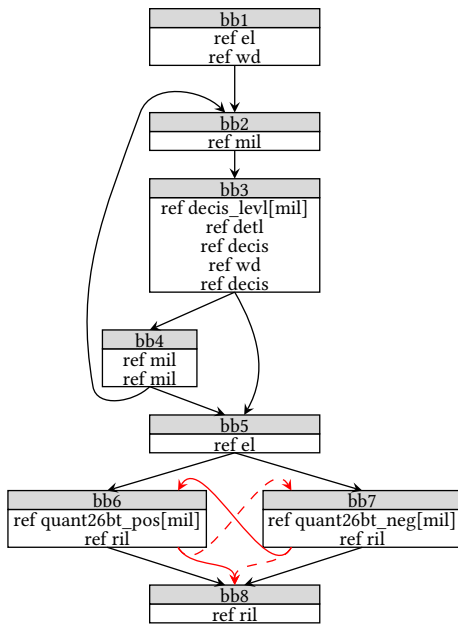 bb1
ref el
ref wd
bb2
ref mil
bb3
ref decis_levl[mil]
ref detl
ref decis
ref wd
ref decis
bb4
ref mil
ref mil
bb5
ref el
bb6
ref quant26bt_pos[mil]
ref ril
bb7
ref quant26bt_neg[mil]
ref ril
bb8
ref ril